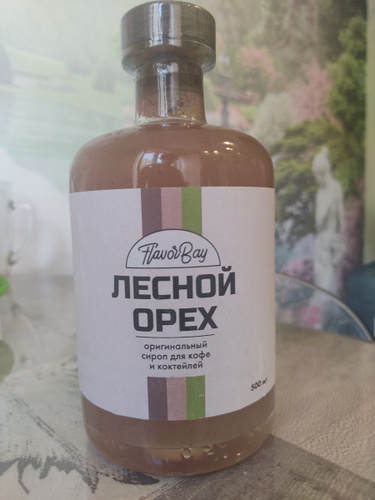 FlavorBay
ЛЕСНОЙ
ОРЕХ
оригинальный
сироп для кофе
и коктейлей
500 мл